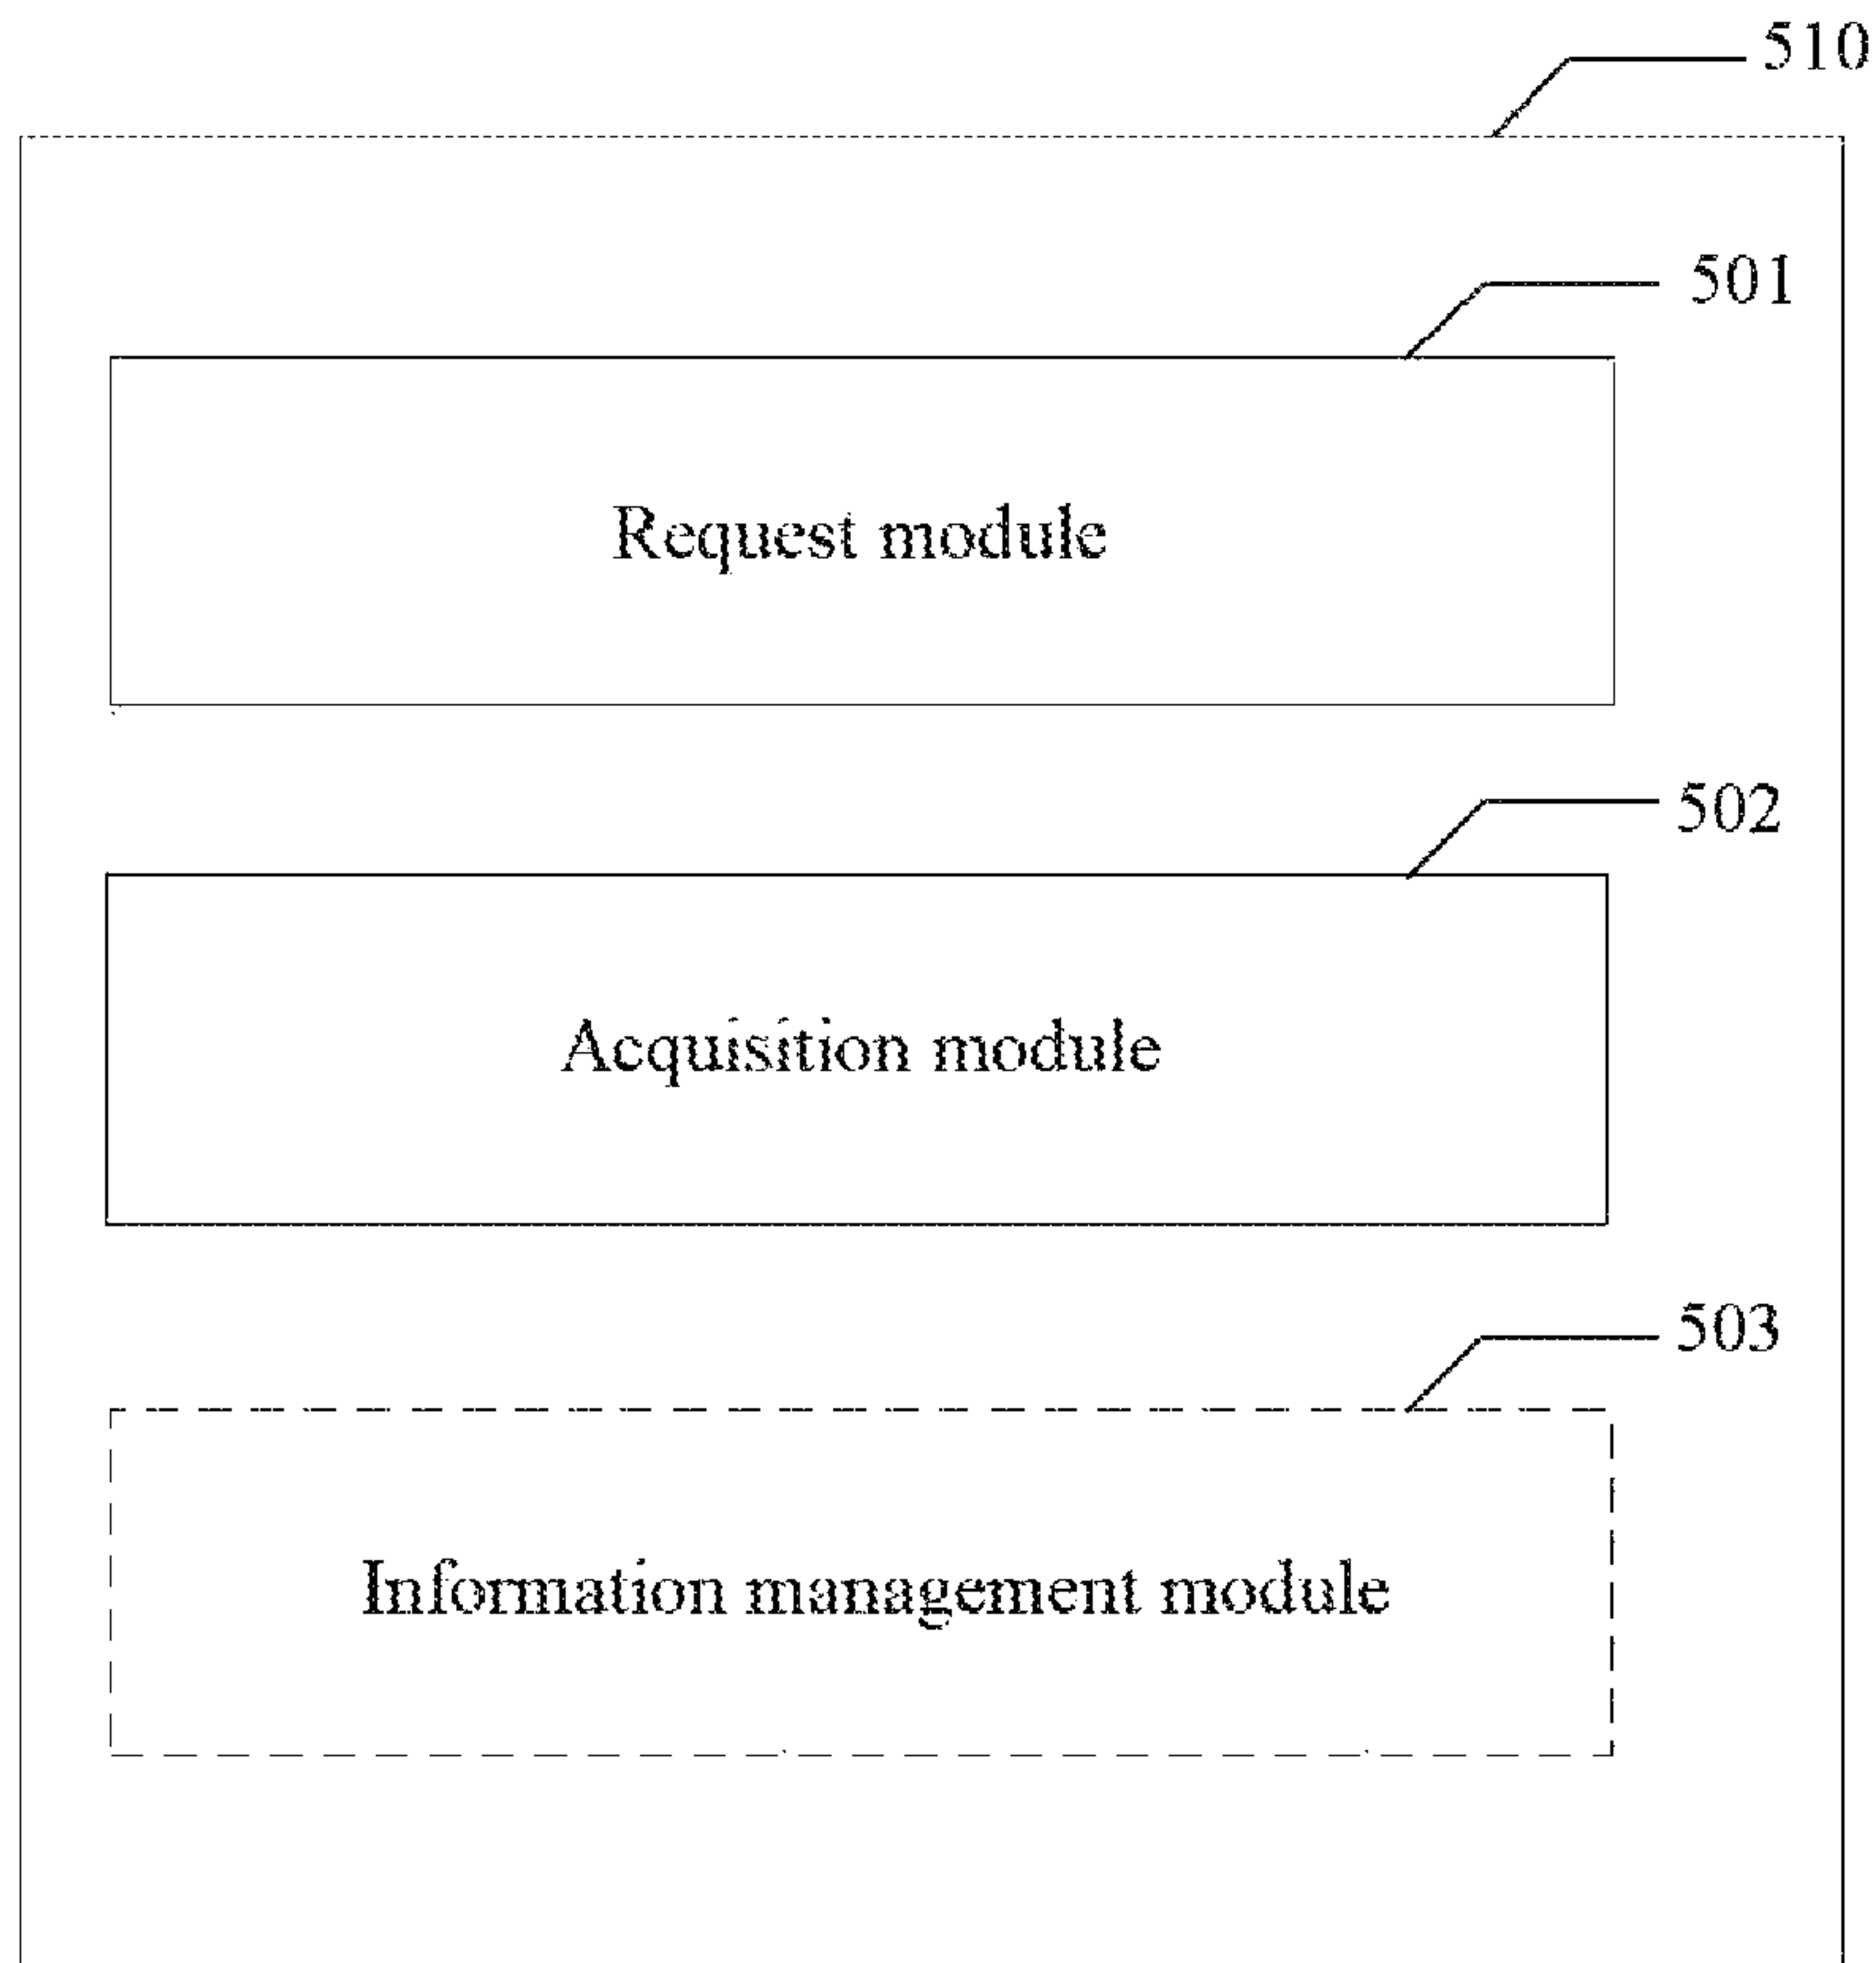 510
501
Request module
502
Acquisition module
503
Information management module